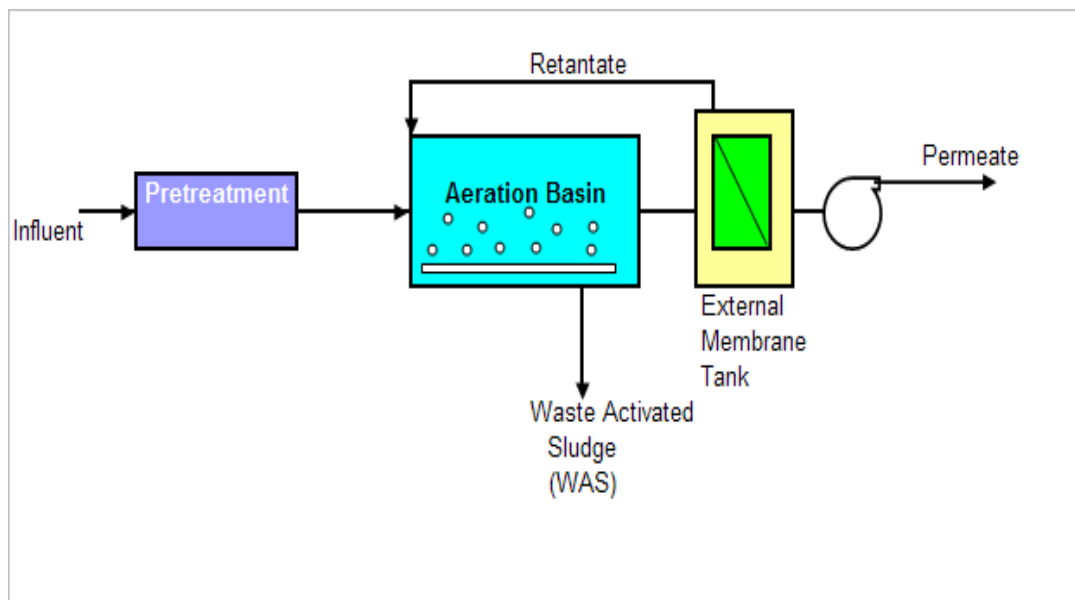 Retantate
Permeate
Pretreatment
Aeration Basin
Influent
External
Membrane
Tank
Waste Activated
Sludge
(WAS)